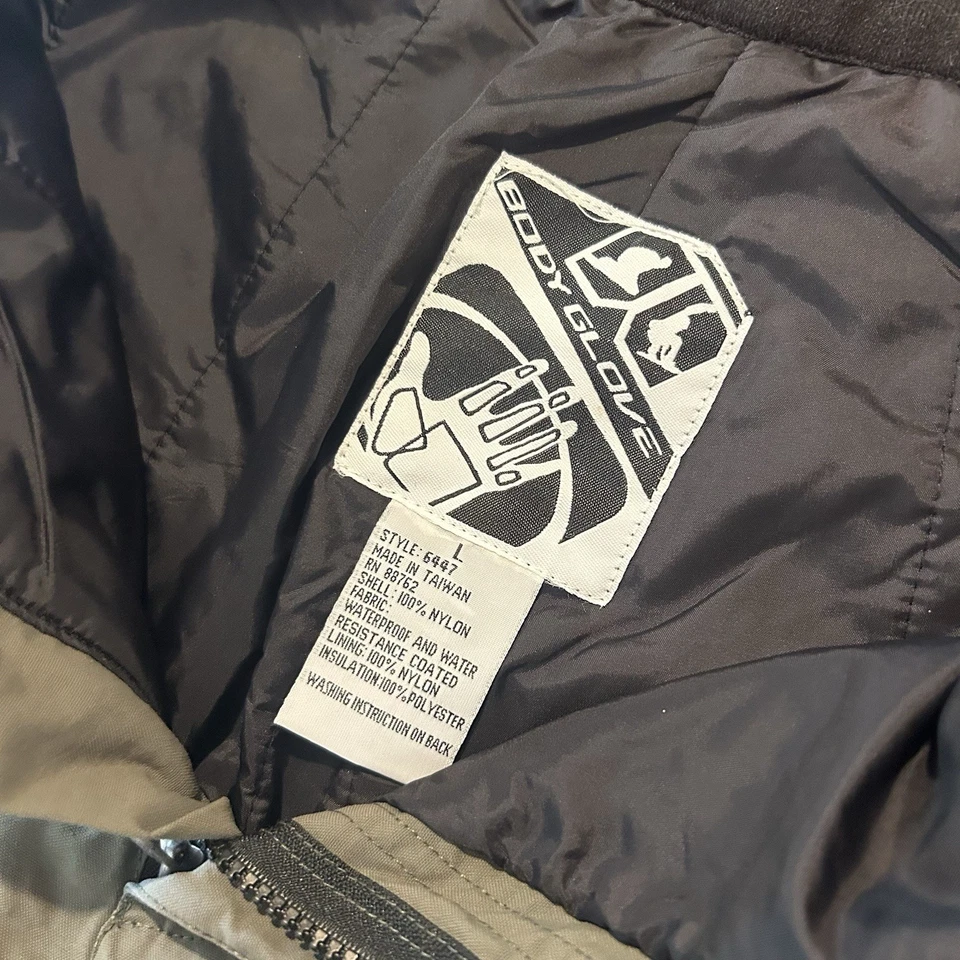 BODY GLOVE
L
STYLE: 6447
MADE IN TAIWAN
RN 88762
SHELL: 100% NYLON
FABRIC:
WATERPROOF AND WATER
RESISTANCE COATED
LINING: 100% NYLON
INSULATION:100%POLYESTER
WASHING INSTRUCTION ON BACK